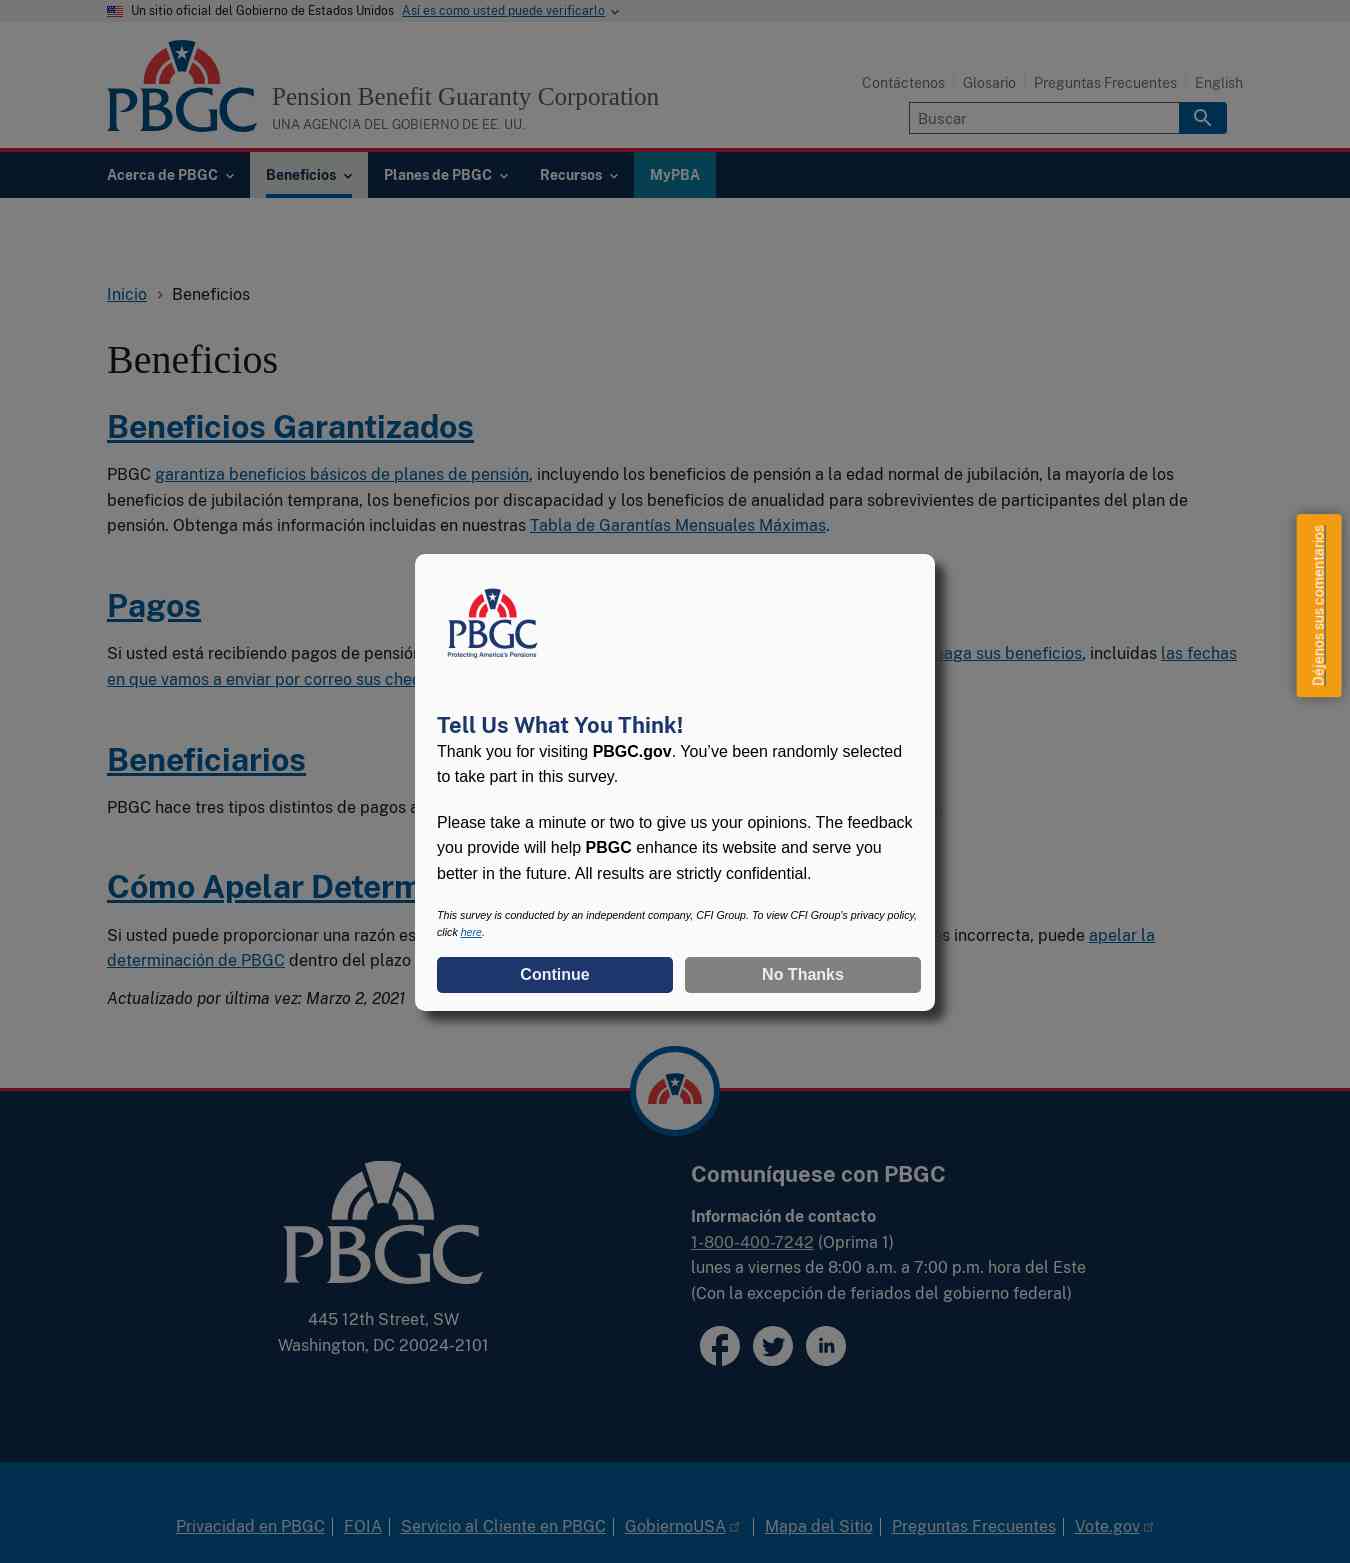 Un sitio oficial del Gobierno de Estados Unidos Así es como usted puede verificarlo
PBGC
Pension Benefit Guaranty Corporation
UNA AGENCIA DEL GOBIERNO DE EE. UU.
Contáctenos Glosario Preguntas Frecuentes English
Buscar
Acerca de PBGC Beneficios Planes de PBGC Recursos MyPBA
Inicio > Beneficios
Beneficios
Beneficios Garantizados
PBGC garantiza beneficios básicos de planes de pensión, incluyendo los beneficios de pensión a la edad normal de jubilación, la mayoría de los
beneficios de jubilación temprana, los beneficios por discapacidad y los beneficios de anualidad para sobrevivientes de participantes del plan de
pensión. Obtenga más información incluidas en nuestras Tabla de Garantías Mensuales Máximas.
Pagos
Si usted está recibiendo pagos de pensión
sus beneficios, incluidas las fechas
en que vamos a enviar por correo sus
Beneficiarios
PBGC hace tres tipos distintos de pagos
Cómo Apelar
Si usted puede proporcionar una razón
incorrecta, puede apelar la
determinación de PBGC dentro del plazo
Actualizado por última vez: Marzo 2, 2021
Déjenos sus comentarios
PBGC
Protecting America's Pensions
Tell Us What You Think!
Thank you for visiting PBGC.gov. You’ve been randomly selected
to take part in this survey.
Please take a minute or two to give us your opinions. The feedback
you provide will help PBGC enhance its website and serve you
better in the future. All results are strictly confidential.
This survey is conducted by an independent company, CFI Group. To view CFI Group's privacy policy,
click here.
Continue No Thanks
PBGC
445 12th Street, SW
Washington, DC 20024-2101
Comuníquese con PBGC
Información de contacto
1-800-400-7242 (Oprima 1)
lunes a viernes de 8:00 a.m. a 7:00 p.m. hora del Este
(Con la excepción de feriados del gobierno federal)
in
Privacidad en PBGC FOIA Servicio al Cliente en PBGC GobiernoUSA Mapa del Sitio Preguntas Frecuentes Vote.gov